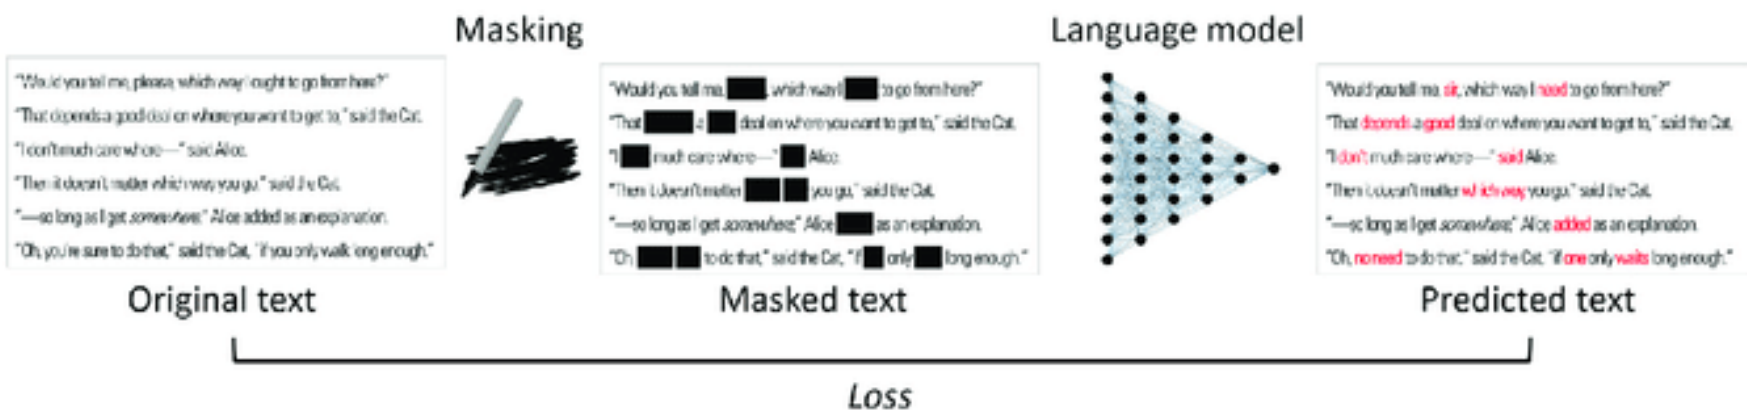 Masking
Language model
"Would you tell me, please, which way I ought to go from here?"
"That depends a good deal on where you want to get to," said the Cat.
"I don't much care where—" said Alice.
"Then it doesn't matter which way you go," said the Cat.
"—so long as I get somewhere," Alice added as an explanation.
"Oh, you're sure to do that," said the Cat, "if you only walk long enough."
Original text
"Would you tell me, , which way I to go from here?"
"That a deal on where you want to get to," said the Cat.
"I much care where—" Alice.
"Then it doesn't matter you go," said the Cat.
"—so long as I get somewhere," Alice as an explanation.
"Oh, to do that," said the Cat, "if only long enough."
Masked text
"Would you tell me, sir, which way I need to go from here?"
"That depends a good deal on where you want to get to," said the Cat.
"I don't much care where—" said Alice.
"Then it doesn't matter which way you go," said the Cat.
"—so long as I get somewhere," Alice added as an explanation.
"Oh, no need to do that," said the Cat, "if one only waits long enough."
Predicted text
Loss